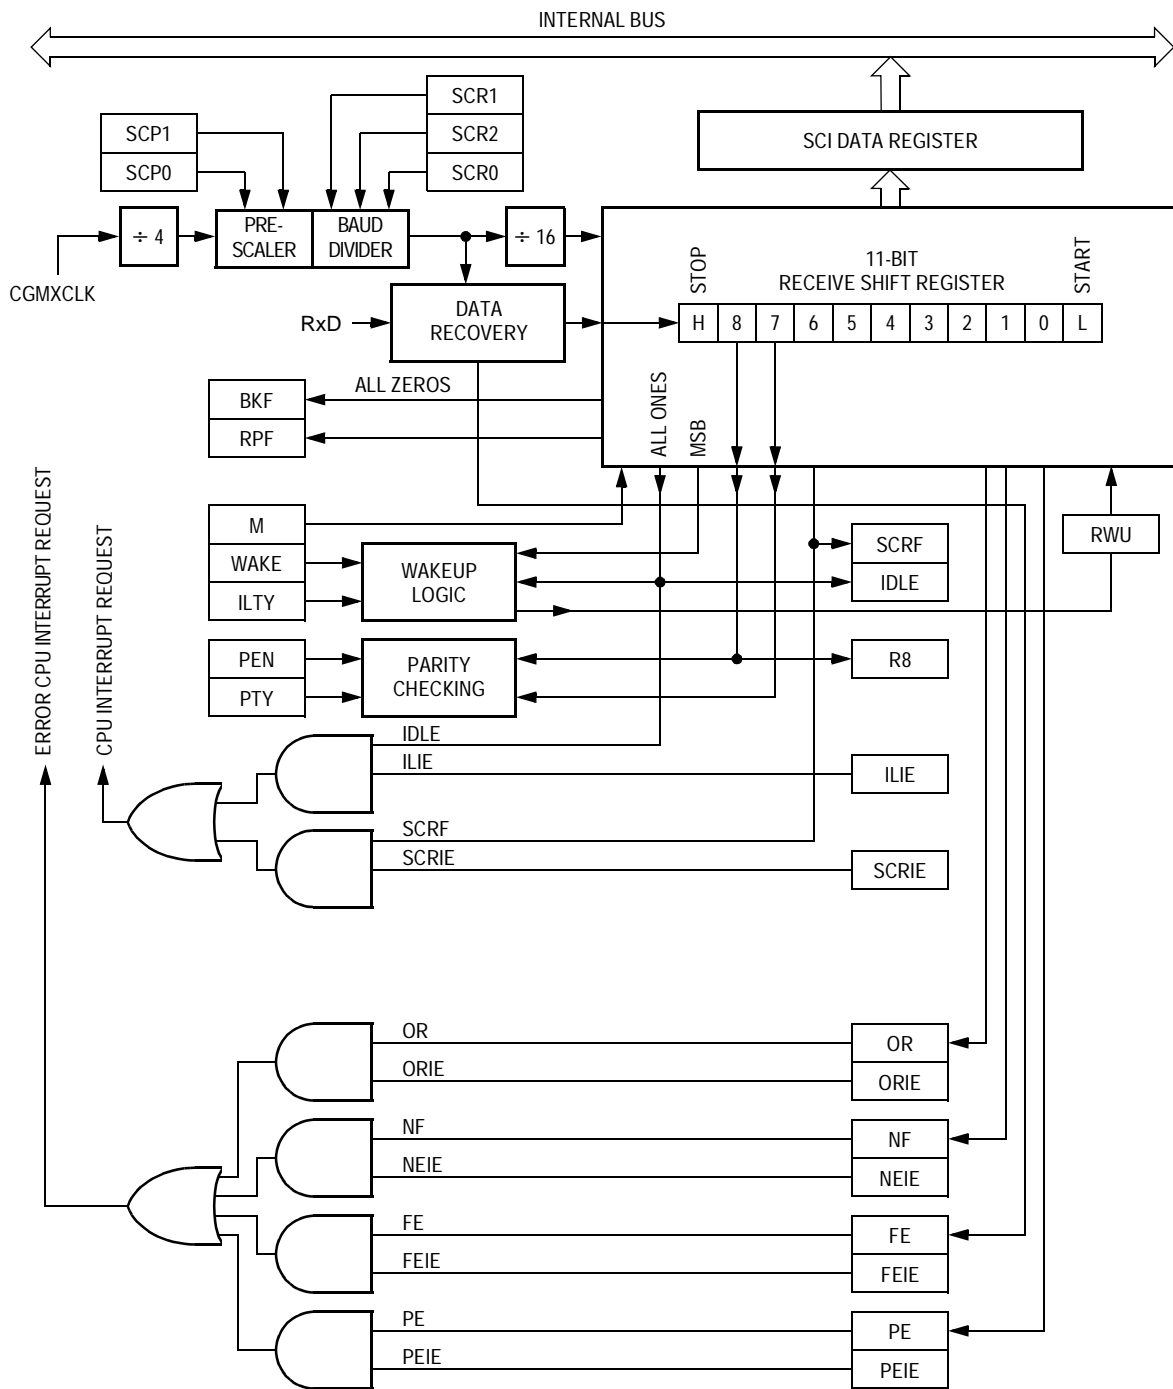 INTERNAL BUS
SCR1
SCR2
SCR0
SCP1
SCP0
SCI DATA REGISTER
÷ 4
PRE-
SCALER
BAUD
DIVIDER
÷ 16
CGMXCLK
STOP
11-BIT
RECEIVE SHIFT REGISTER
START
RxD
DATA
RECOVERY
H 8 7 6 5 4 3 2 1 0 L
ALL ZEROS
BKF
RPF
ALL ONES
MSB
ERROR CPU INTERRUPT REQUEST
CPU INTERRUPT REQUEST
M
WAKE
ILTY
WAKEUP
LOGIC
SCRF
IDLE
RWU
PEN
PTY
PARITY
CHECKING
R8
IDLE
ILIE
ILIE
SCRF
SCRIE
SCRIE
OR
OR
ORIE
ORIE
NF
NF
NEIE
NEIE
FE
FE
FEIE
FEIE
PE
PE
PEIE
PEIE